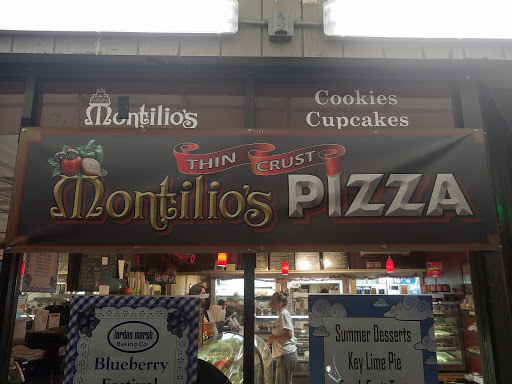 Montilio's
Cookies
Cupcakes
THIN CRUST
Montilio's PIZZA
jordan marsh
BAKING CO.
Blueberry
Festival
Summer Desserts
Key Lime Pie